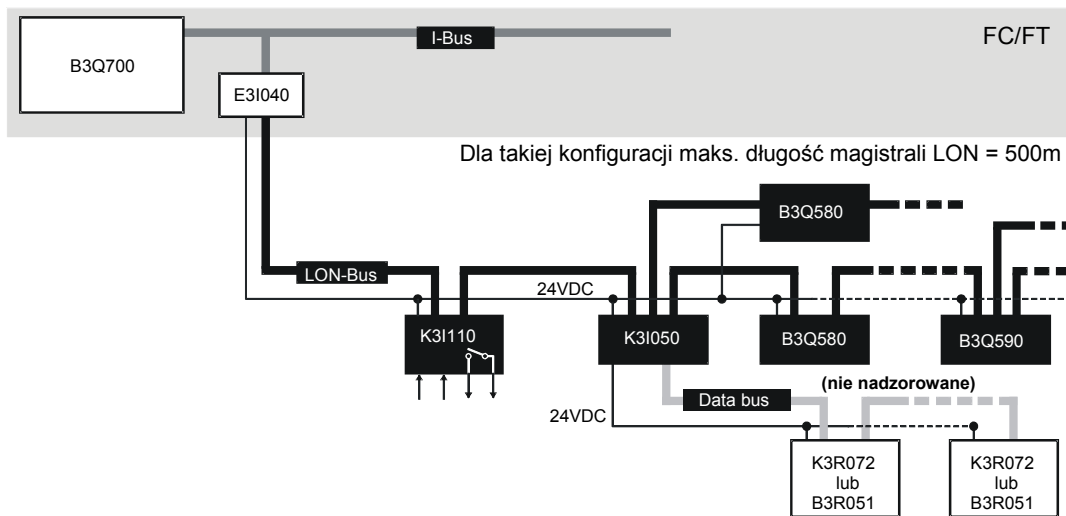 I-Bus
FC/FT
B3Q700
E3I040
Dla takiej konfiguracji maks. długość magistrali LON = 500m
B3Q580
LON-Bus
24VDC
K3I110
K3I050
B3Q580
B3Q590
(nie nadzorowane)
Data bus
24VDC
K3R072
lub
B3R051
K3R072
lub
B3R051